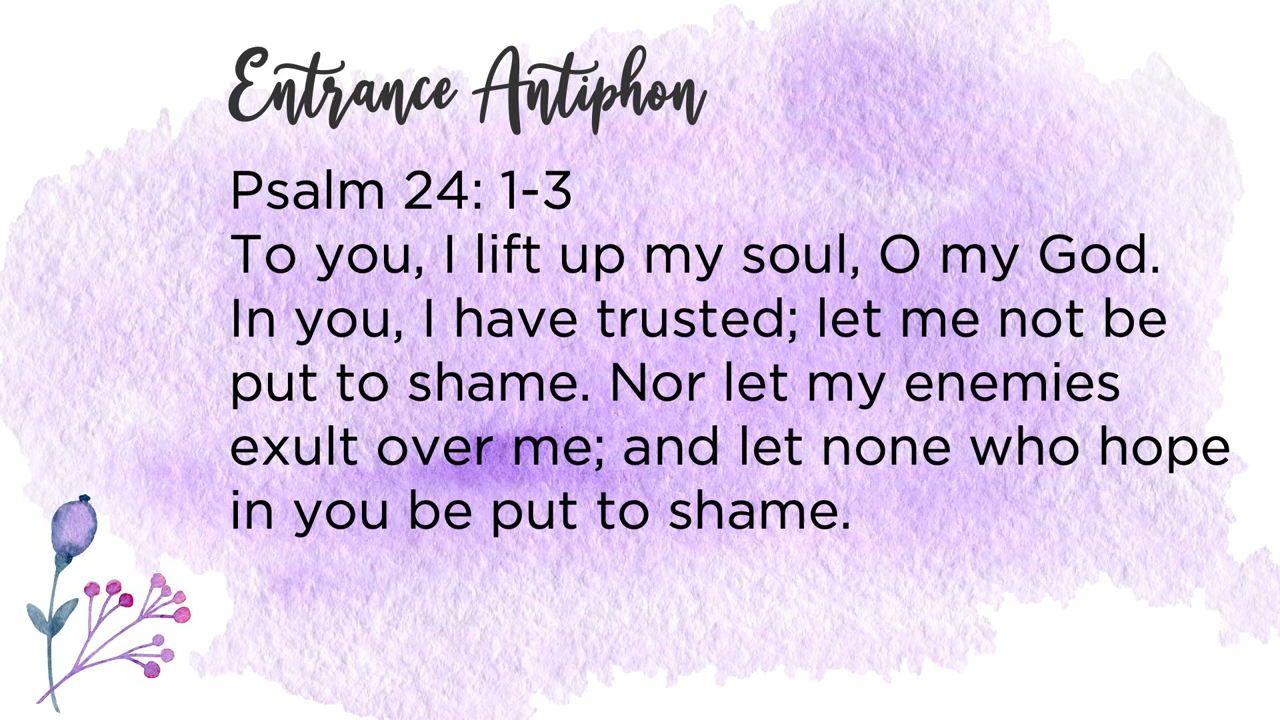 Entrance Antiphon
Psalm 24: 1-3
To you, I lift up my soul, O my God.
In you, I have trusted; let me not be
put to shame. Nor let my enemies
exult over me; and let none who hope
in you be put to shame.